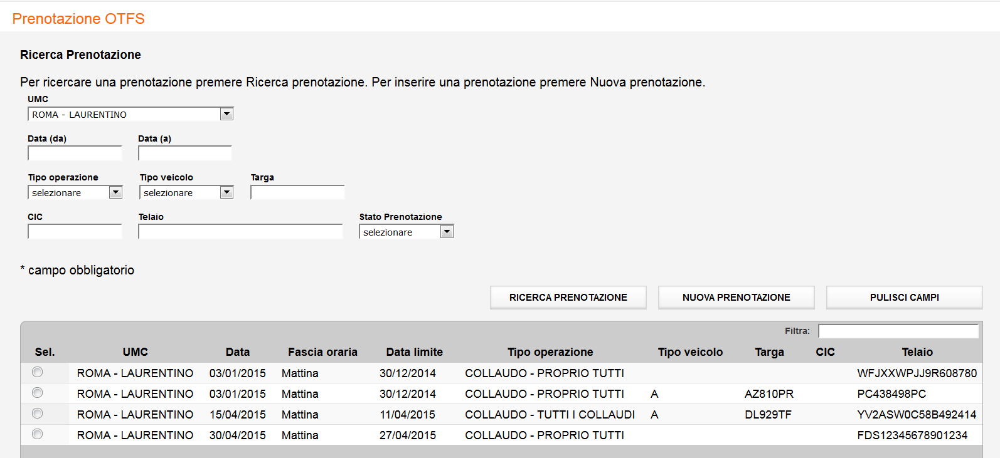 Prenotazione OTFS
Ricerca Prenotazione
Per ricercare una prenotazione premere Ricerca prenotazione. Per inserire una prenotazione premere Nuova prenotazione.
UMC
ROMA - LAURENTINO
Data (da) Data (a)
Tipo operazione Tipo veicolo Targa
selezionare selezionare
CIC Telaio Stato Prenotazione
selezionare
* campo obbligatorio
RICERCA PRENOTAZIONE NUOVA PRENOTAZIONE PULISCI CAMPI
Filtra:
Sel. UMC Data Fascia oraria Data limite Tipo operazione Tipo veicolo Targa CIC Telaio
ROMA - LAURENTINO 03/01/2015 Mattina 30/12/2014 COLLAUDO - PROPRIO TUTTI WFJXXWPJJ9R608780
ROMA - LAURENTINO 03/01/2015 Mattina 30/12/2014 COLLAUDO - PROPRIO TUTTI A AZ810PR PC438498PC
ROMA - LAURENTINO 15/04/2015 Mattina 11/04/2015 COLLAUDO - TUTTI I COLLAUDI A DL929TF YV2ASW0C58B492414
ROMA - LAURENTINO 30/04/2015 Mattina 27/04/2015 COLLAUDO - PROPRIO TUTTI FDS12345678901234